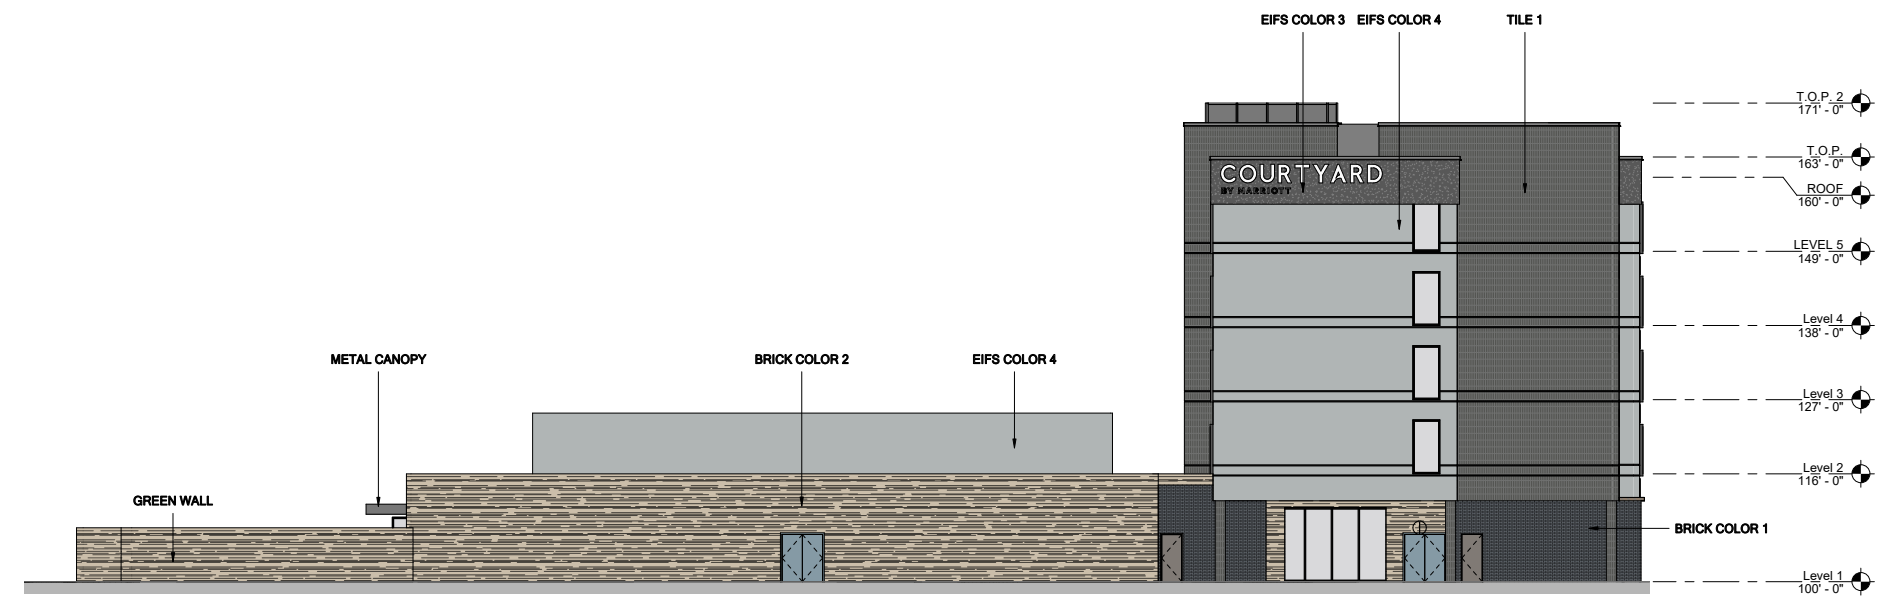 EIFS COLOR 3 EIFS COLOR 4 TILE 1
T.O.P. 2
171' - 0"
T.O.P.
163' - 0"
COURTYARD
BY MARRIOTT
ROOF
160' - 0"
LEVEL 5
149' - 0"
Level 4
138' - 0"
METAL CANOPY BRICK COLOR 2 EIFS COLOR 4
Level 3
127' - 0"
Level 2
116' - 0"
GREEN WALL
BRICK COLOR 1
Level 1
100' - 0"